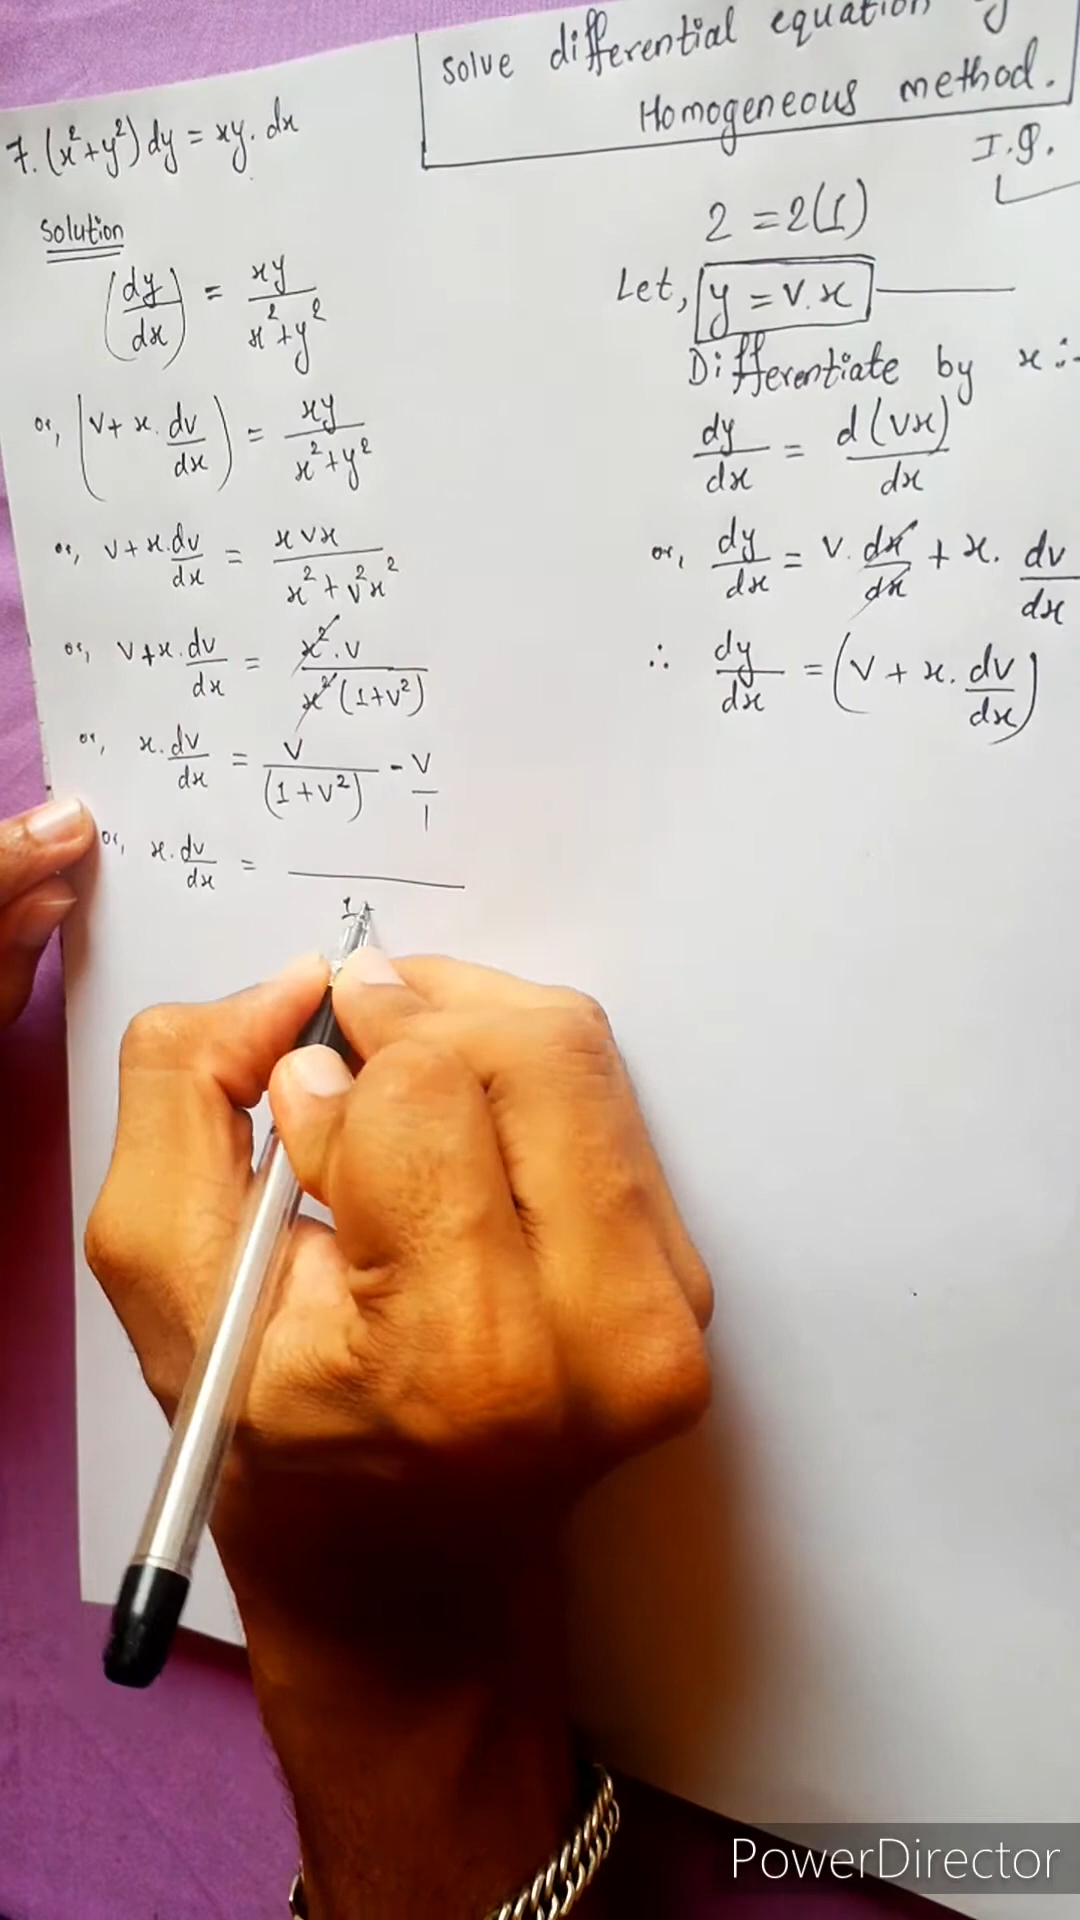 solve differential equation
Homogeneous method.
I.g.
7. (x²+y²) dy = xy. dx
Solution
(dy/dx) = xy/(x²+y²)
or, (v + x. dv/dx) = xy/(x²+y²)
or, v + x. dv/dx = x v x/(x² + v²x²)
or, v + x. dv/dx = x². v/(x² (1+v²))
or, x. dv/dx = v/(1+v²) - v/1
or, x. dv/dx =
1+
2 = 2(1)
Let, y = v.x
Differentiate by x :-
dy/dx = d(vx)/dx
or, dy/dx = v. dx/dx + x. dv/dx
∴ dy/dx = (v + x. dv/dx)
PowerDirector